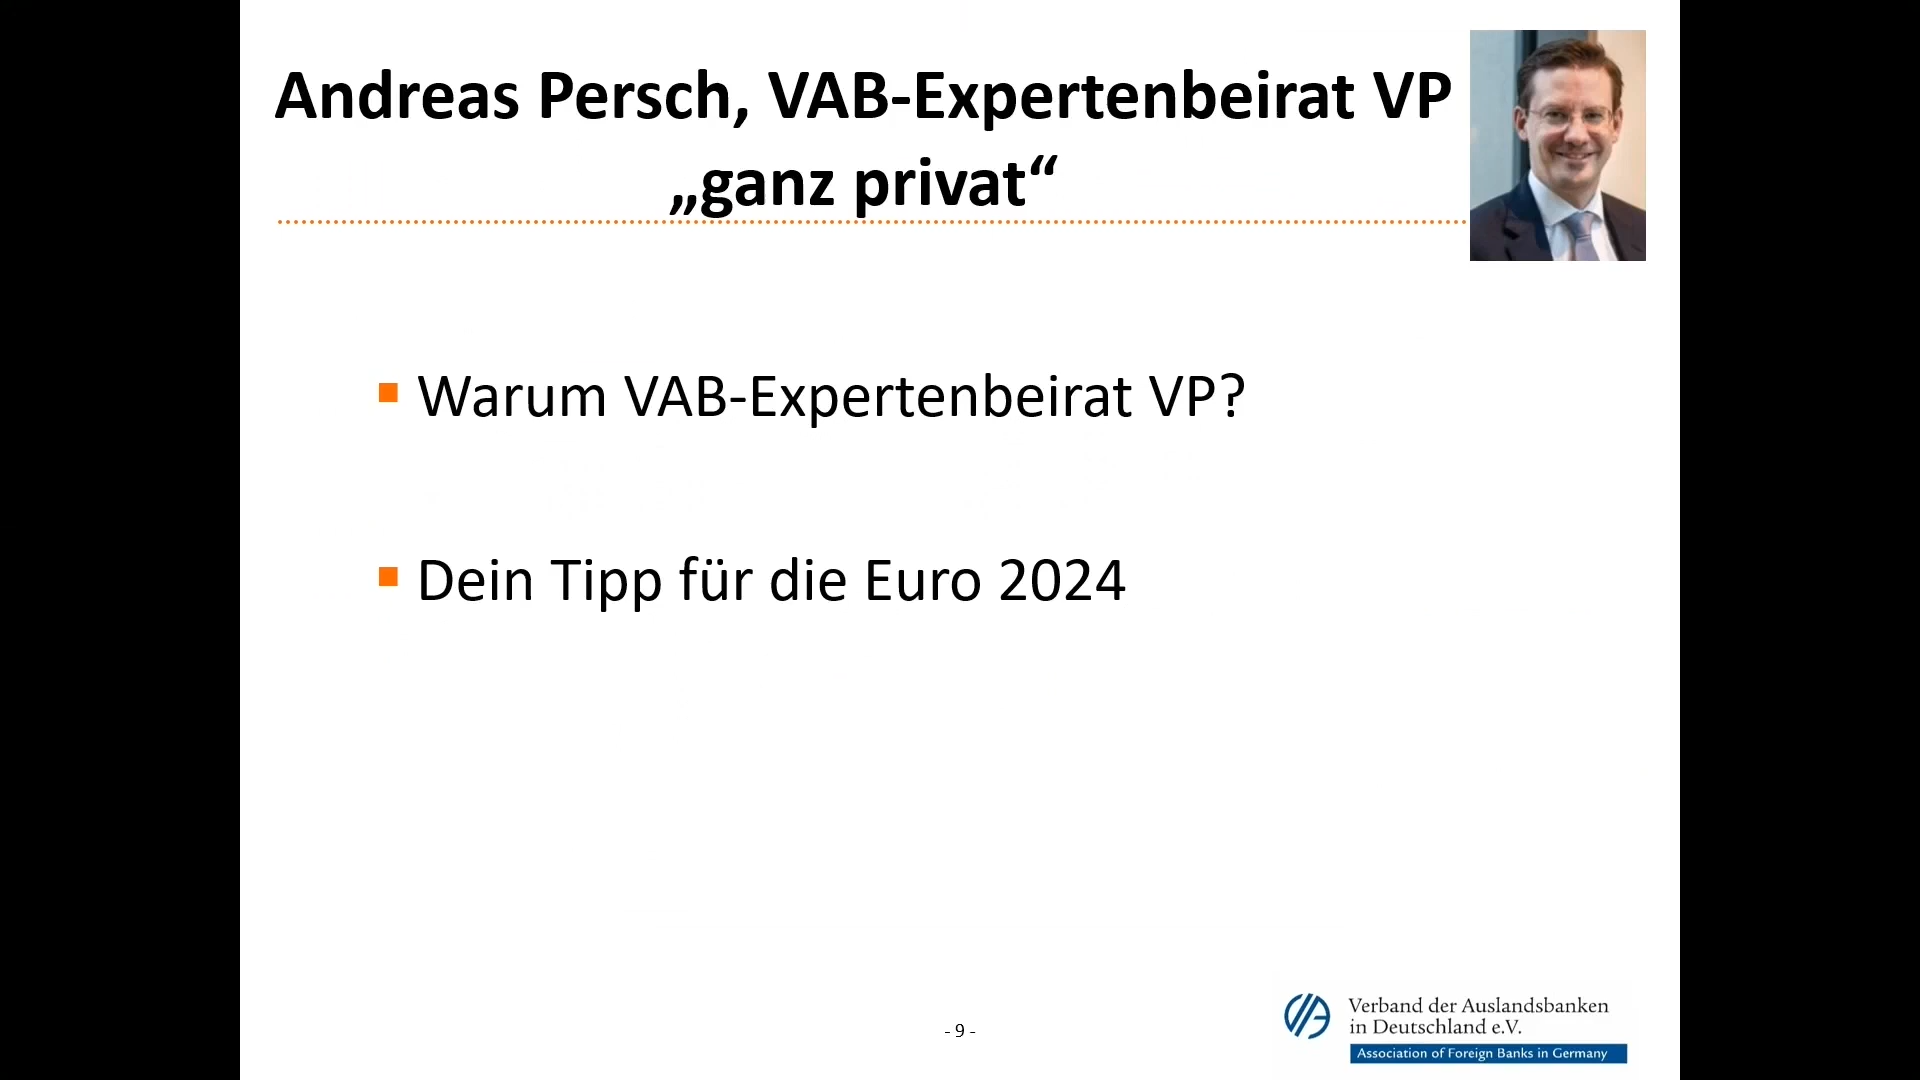 Andreas Persch, VAB-Expertenbeirat VP
„ganz privat“
Warum VAB-Expertenbeirat VP?
Dein Tipp für die Euro 2024
- 9 -
Verband der Auslandsbanken
in Deutschland e.V.
Association of Foreign Banks in Germany